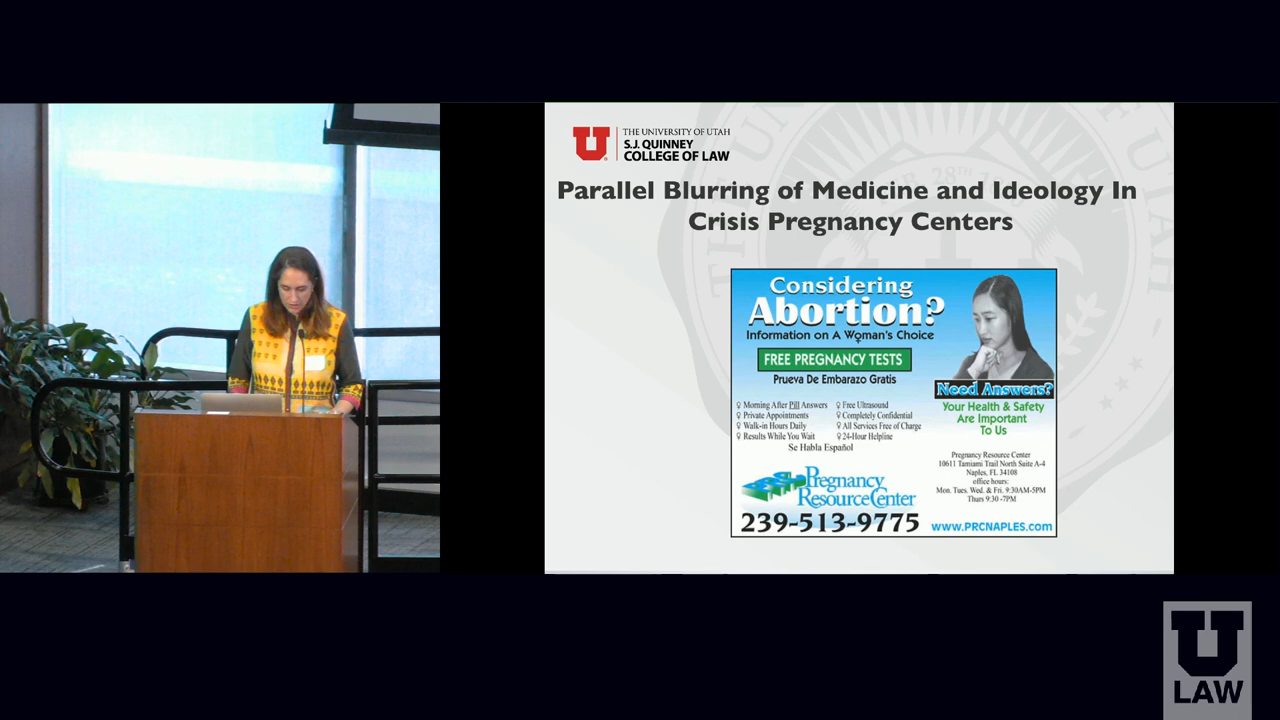 THE UNIVERSITY OF UTAH
S.J. QUINNEY
COLLEGE OF LAW
Parallel Blurring of Medicine and Ideology In
Crisis Pregnancy Centers
Considering
Abortion?
Information on A Woman's Choice
FREE PREGNANCY TESTS
Prueva De Embarazo Gratis
Morning After Pill Answers
Private Appointments
Walk-in Hours Daily
Results While You Wait
Free Ultrasound
Completely Confidential
All Services Free of Charge
24-Hour Helpline
Se Habla Español
Pregnancy
Resource Center
239-513-9775
Need Answers?
Your Health & Safety
Are Important
To Us
Pregnancy Resource Center
10611 Tamiami Trail North Suite A-4
Naples, FL 34108
office hours:
Mon. Tues. Wed. & Fri. 9:30AM-5PM
Thurs 9:30 -7PM
www.PRCNAPLES.com
U
LAW